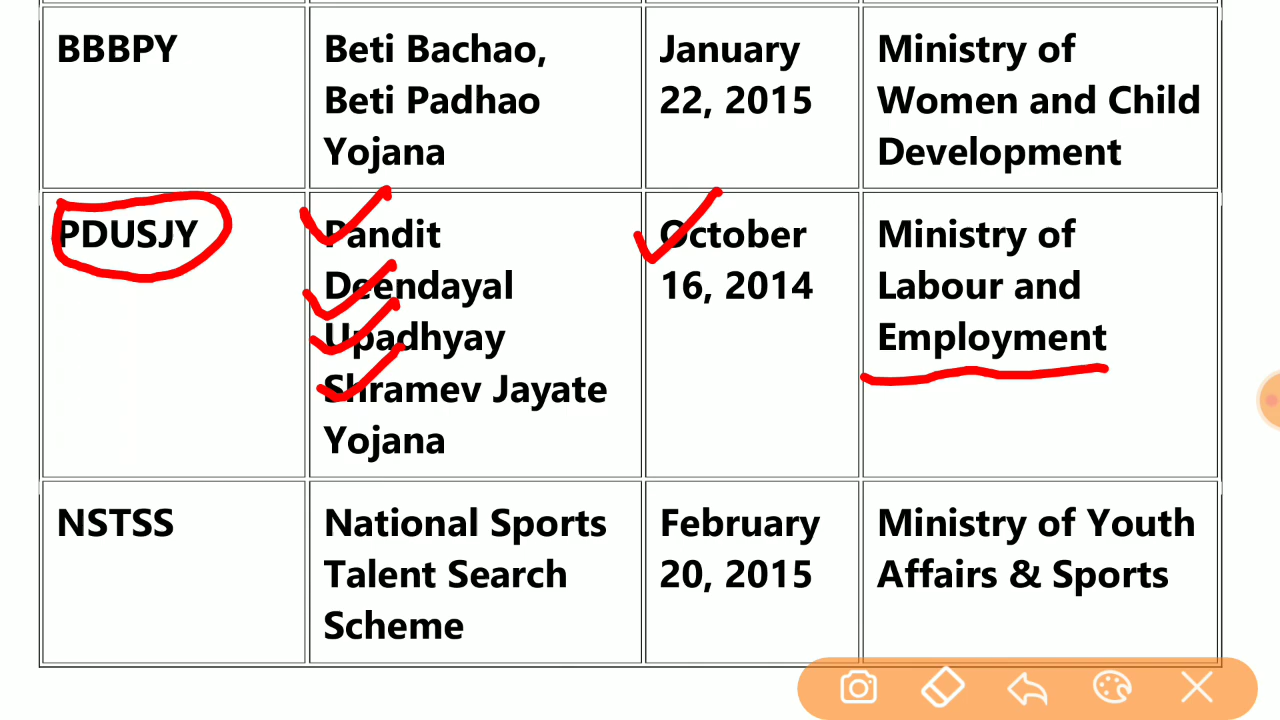 BBBPY
Beti Bachao,
Beti Padhao
Yojana
January
22, 2015
Ministry of
Women and Child
Development
PDUSJY
Pandit
Deendayal
Upadhyay
Shramev Jayate
Yojana
October
16, 2014
Ministry of
Labour and
Employment
NSTSS
National Sports
Talent Search
Scheme
February
20, 2015
Ministry of Youth
Affairs & Sports